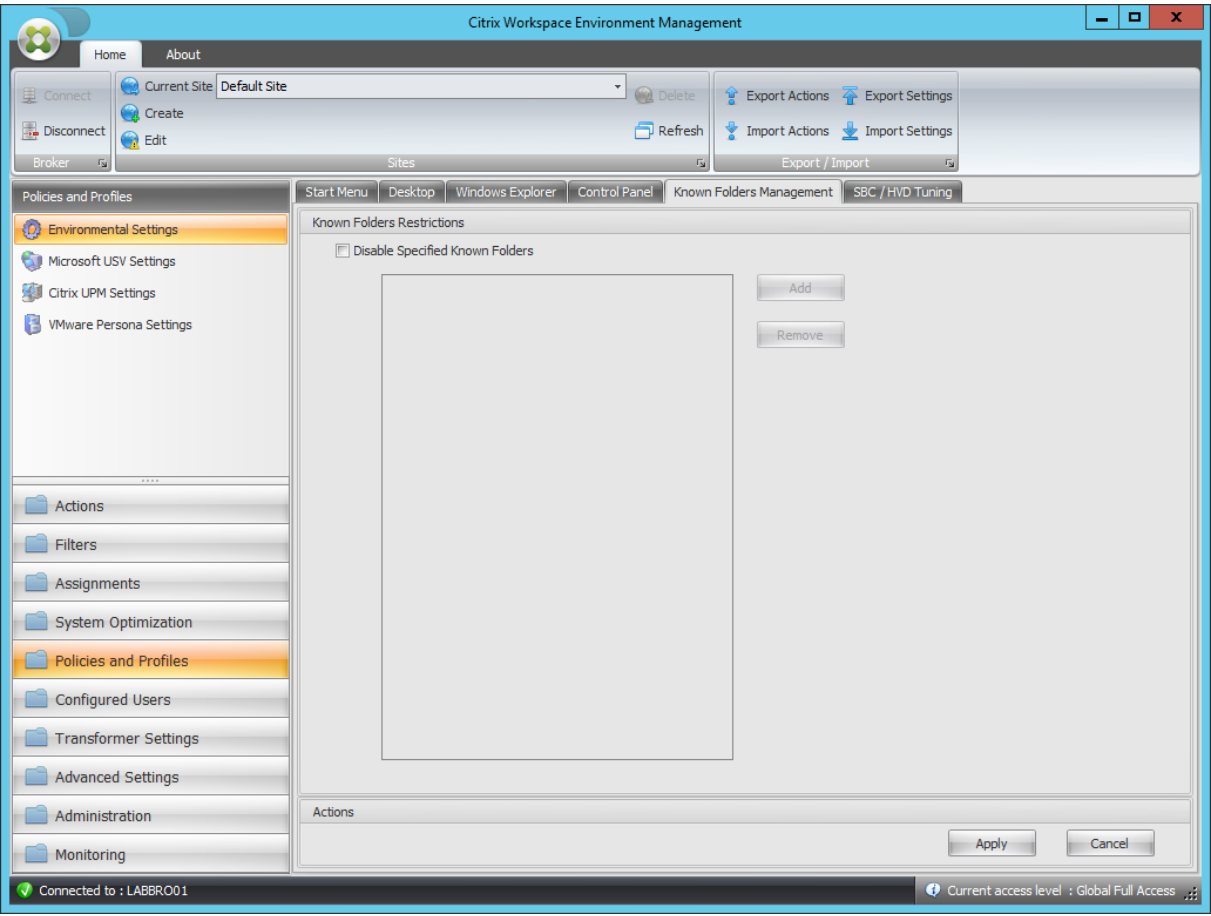 Citrix Workspace Environment Management
Home About
Connect
Disconnect
Broker
Current Site Default Site
Create
Edit
Delete
Refresh
Sites
Export Actions Export Settings
Import Actions Import Settings
Export / Import
Policies and Profiles
Environmental Settings
Microsoft USV Settings
Citrix UPM Settings
VMware Persona Settings
Actions
Filters
Assignments
System Optimization
Policies and Profiles
Configured Users
Transformer Settings
Advanced Settings
Administration
Monitoring
Start Menu Desktop Windows Explorer Control Panel Known Folders Management SBC / HVD Tuning
Known Folders Restrictions
Disable Specified Known Folders
Add
Remove
Actions
Apply Cancel
Connected to : LABBRO01
Current access level : Global Full Access